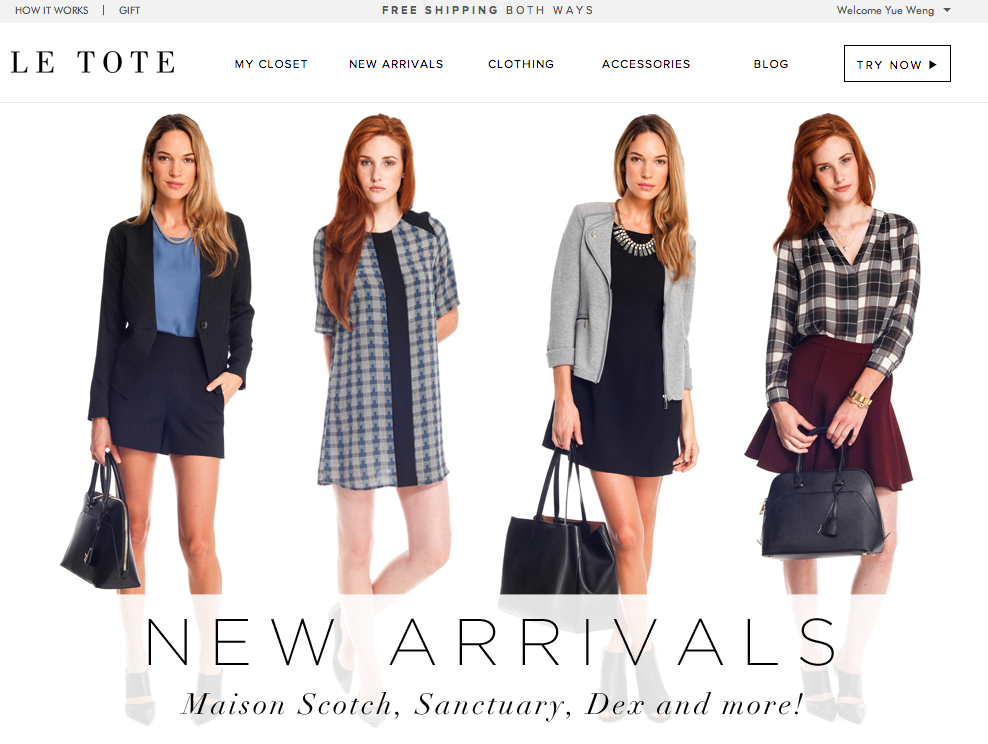 HOW IT WORKS | GIFT
FREE SHIPPING BOTH WAYS
Welcome Yue Weng
LE TOTE
MY CLOSET
NEW ARRIVALS
CLOTHING
ACCESSORIES
BLOG
TRY NOW
NEW ARRIVALS
Maison Scotch, Sanctuary, Dex and more!